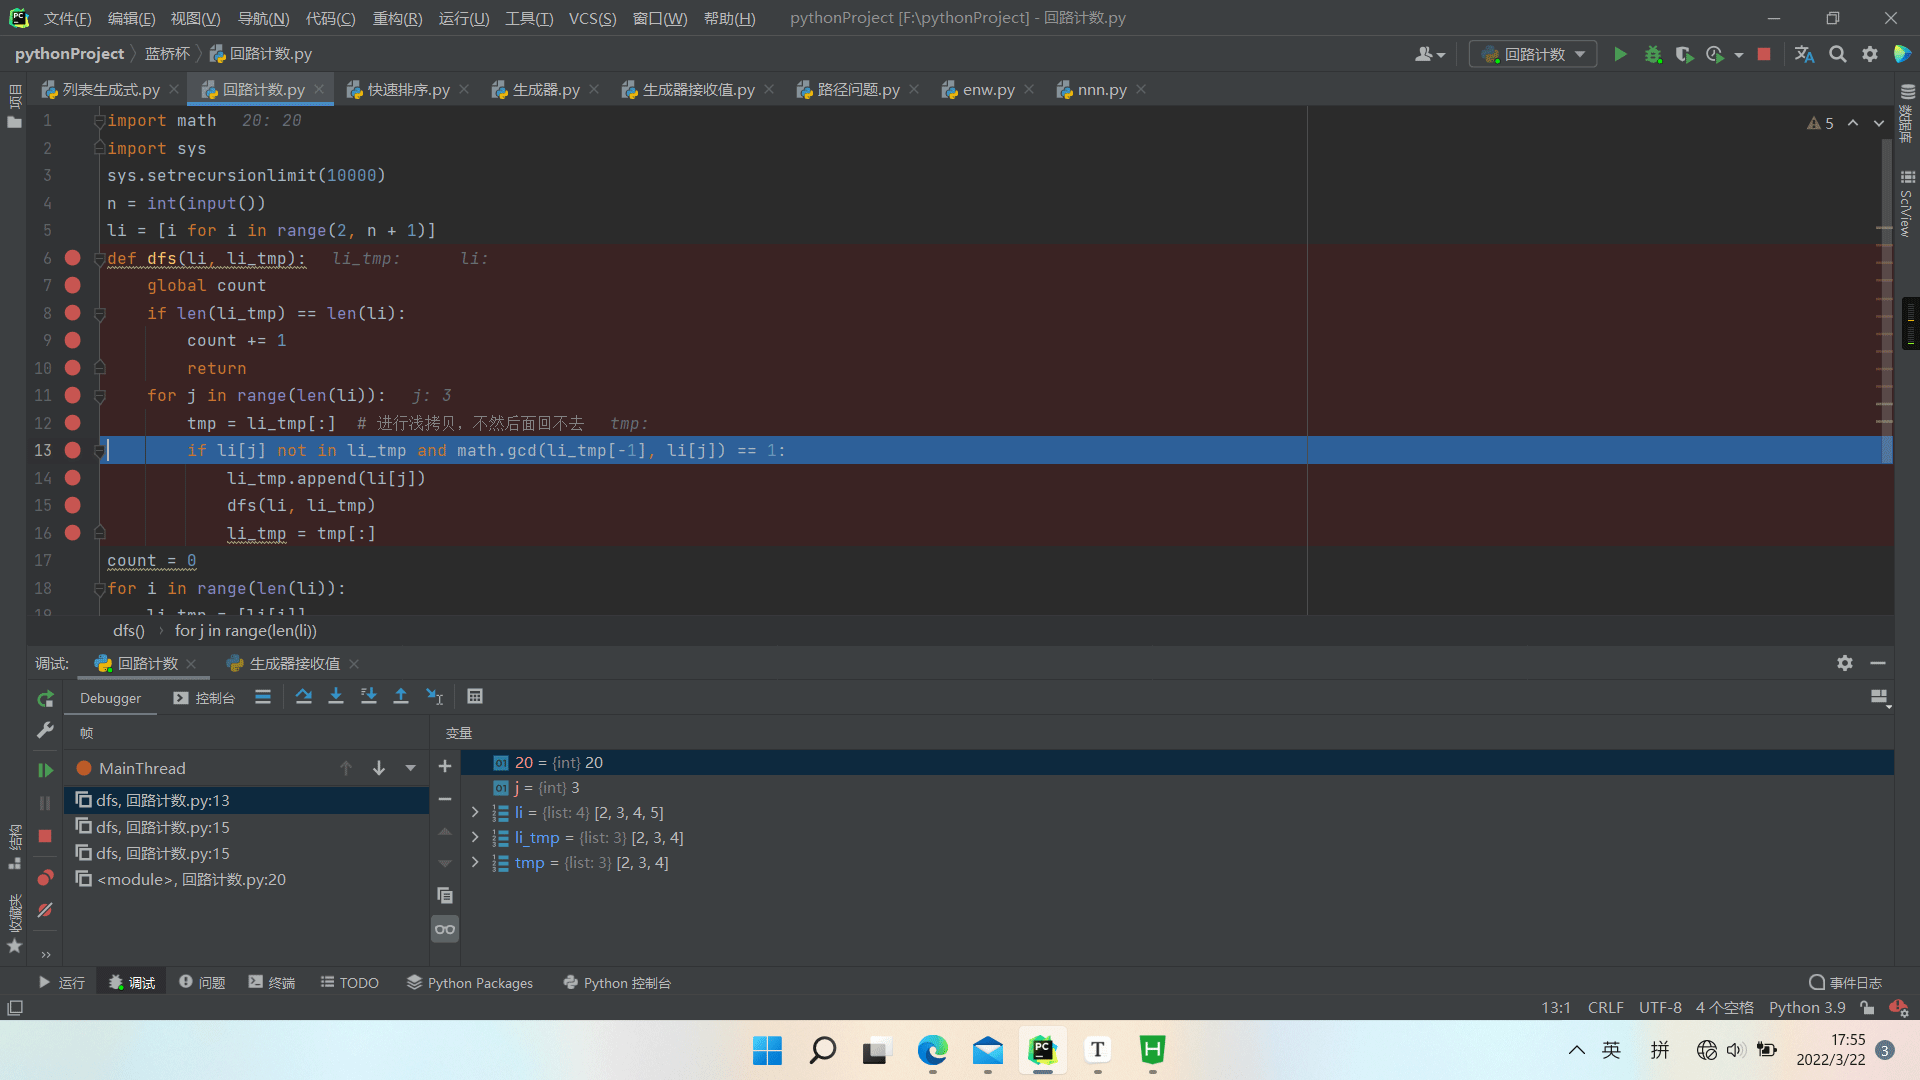 文件(F) 编辑(E) 视图(V) 导航(N) 代码(C) 重构(R) 运行(U) 工具(T) VCS(S) 窗口(W) 帮助(H) pythonProject [F:\pythonProject] - 回路计数.py
pythonProject 蓝桥杯 回路计数.py 回路计数
列表生成式.py 回路计数.py 快速排序.py 生成器.py 生成器接收值.py 路径问题.py enw.py nnn.py
项目
数据库
SciView
5
1 import math 20: 20
2 import sys
3 sys.setrecursionlimit(10000)
4 n = int(input())
5 li = [i for i in range(2, n + 1)]
6 def dfs(li, li_tmp): li_tmp: li:
7 global count
8 if len(li_tmp) == len(li):
9 count += 1
10 return
11 for j in range(len(li)): j: 3
12 tmp = li_tmp[:] # 进行浅拷贝，不然后面回不去 tmp:
13 if li[j] not in li_tmp and math.gcd(li_tmp[-1], li[j]) == 1:
14 li_tmp.append(li[j])
15 dfs(li, li_tmp)
16 li_tmp = tmp[:]
17 count = 0
18 for i in range(len(li)):
19 li_tmp = [li[i]]
dfs() › for j in range(len(li))
调试: 回路计数 生成器接收值
Debugger 控制台
帧
变量
MainThread
dfs, 回路计数.py:13
dfs, 回路计数.py:15
dfs, 回路计数.py:15
<module>, 回路计数.py:20
20 = {int} 20
j = {int} 3
li = {list: 4} [2, 3, 4, 5]
li_tmp = {list: 3} [2, 3, 4]
tmp = {list: 3} [2, 3, 4]
结构
收藏夹
运行 调试 问题 终端 TODO Python Packages Python 控制台 事件日志
13:1 CRLF UTF-8 4 个空格 Python 3.9
英 拼 17:55
2022/3/22 3